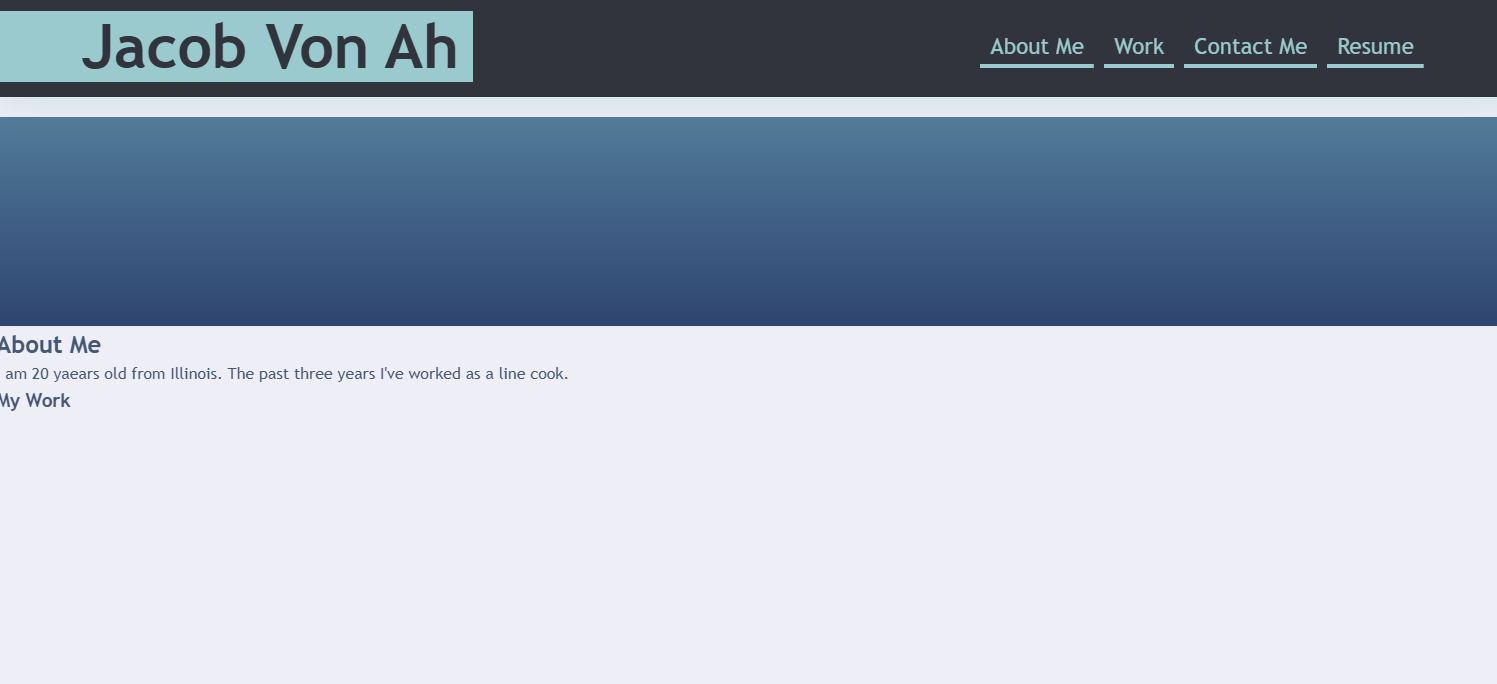 Jacob Von Ah
About Me Work Contact Me Resume
About Me
am 20 yaears old from Illinois. The past three years I've worked as a line cook.
My Work